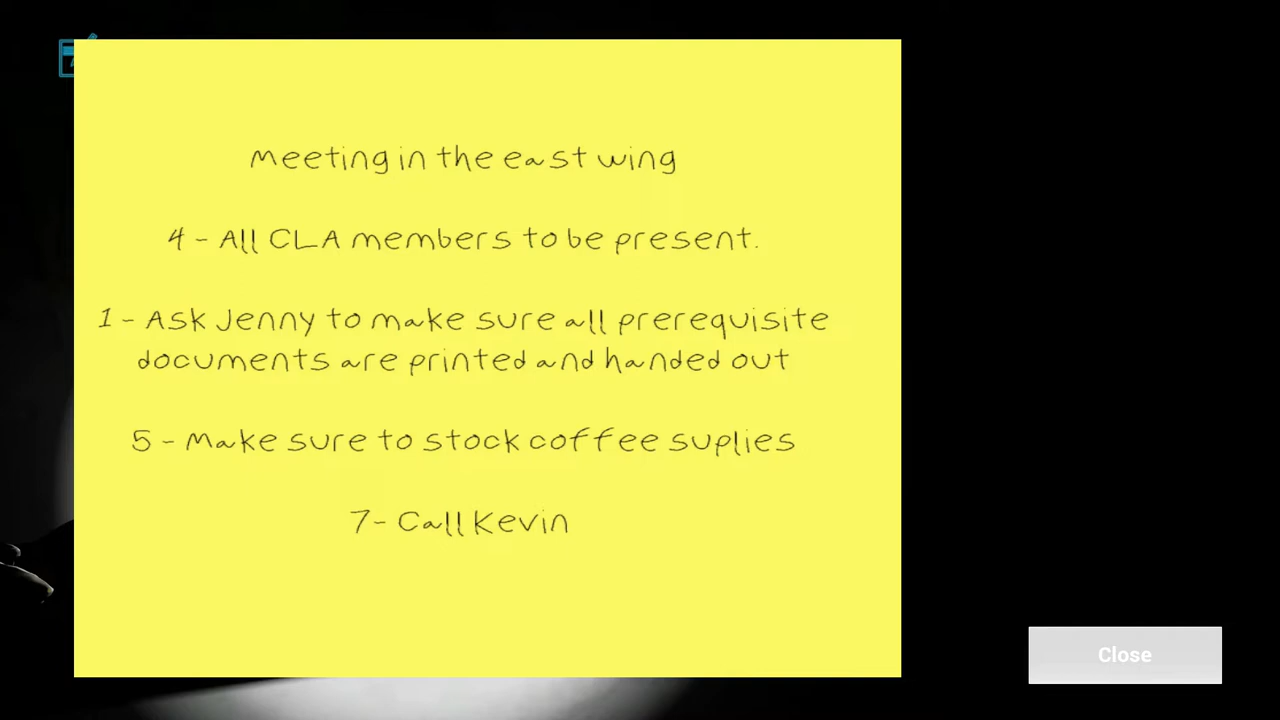 Meeting in the east wing
4 - All CLA members to be present.
1 - Ask Jenny to make sure all prerequisite
documents are printed and handed out
5 - Make sure to stock coffee suplies
7 - Call Kevin
Close